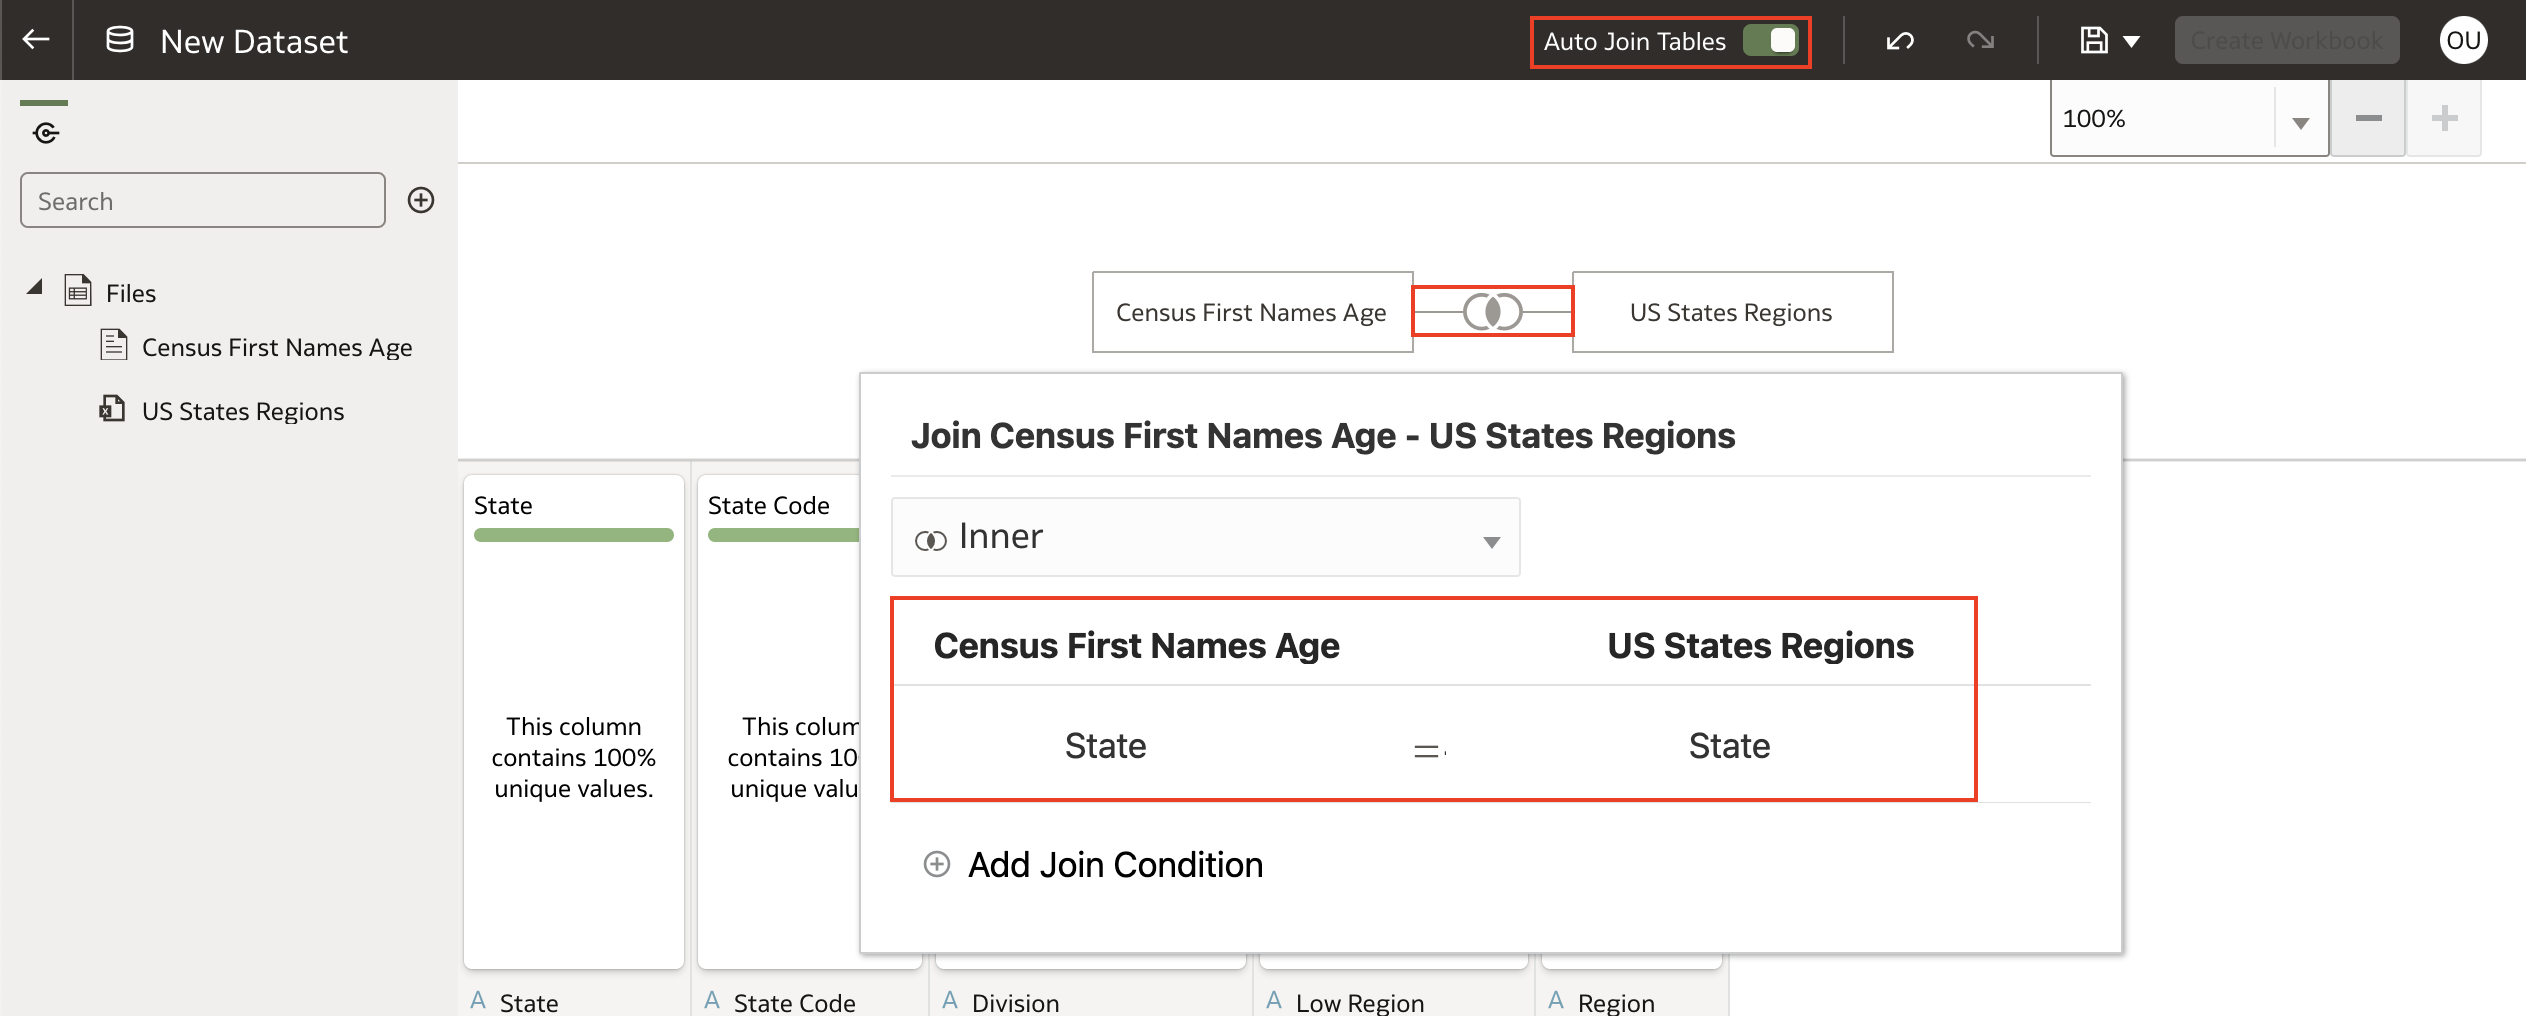 New Dataset
Auto Join Tables
Create Workbook
OU
100%
Search
Files
Census First Names Age
US States Regions
Census First Names Age
US States Regions
Join Census First Names Age - US States Regions
Inner
Census First Names Age
US States Regions
State
=
State
Add Join Condition
State
This column
contains 100%
unique values.
State Code
This colum
contains 10
unique valu
A State
A State Code
A Division
A Low Region
A Region